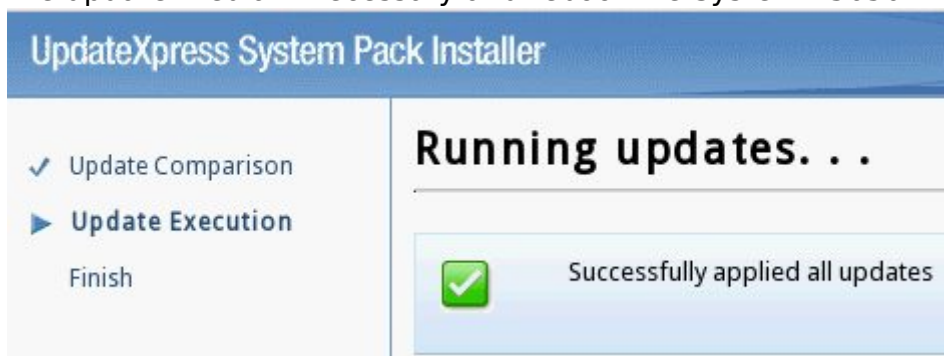 UpdateXpress System Pack Installer
Update Comparison
Update Execution
Finish
Running updates. . .
Successfully applied all updates